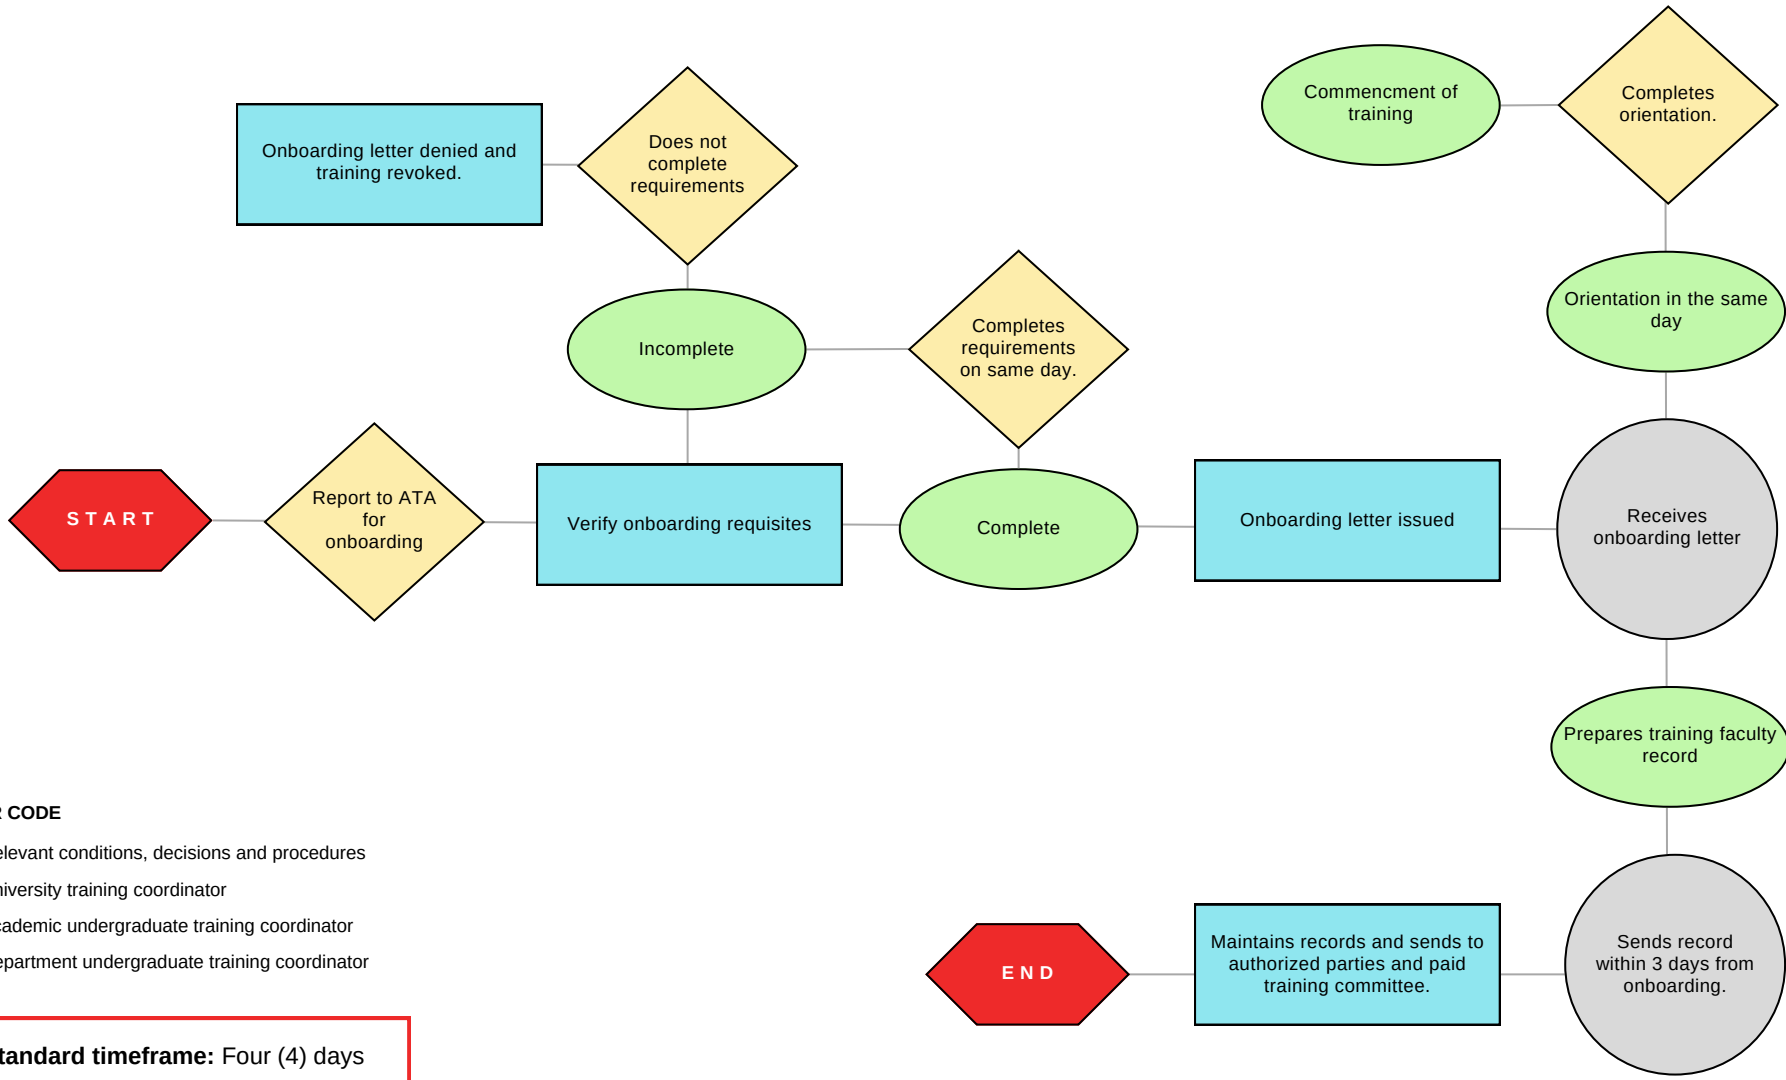 Commencment of
training
Completes
orientation.
Onboarding letter denied and
training revoked.
Does not
complete
requirements
Orientation in the same
day
Incomplete
Completes
requirements
on same day.
START
Report to ATA
for
onboarding
Verify onboarding requisites
Complete
Onboarding letter issued
Receives
onboarding letter
Prepares training faculty
record
CODE
elevant conditions, decisions and procedures
niversity training coordinator
cademic undergraduate training coordinator
epartment undergraduate training coordinator
END
Maintains records and sends to
authorized parties and paid
training committee.
Sends record
within 3 days from
onboarding.
tandard timeframe: Four (4) days